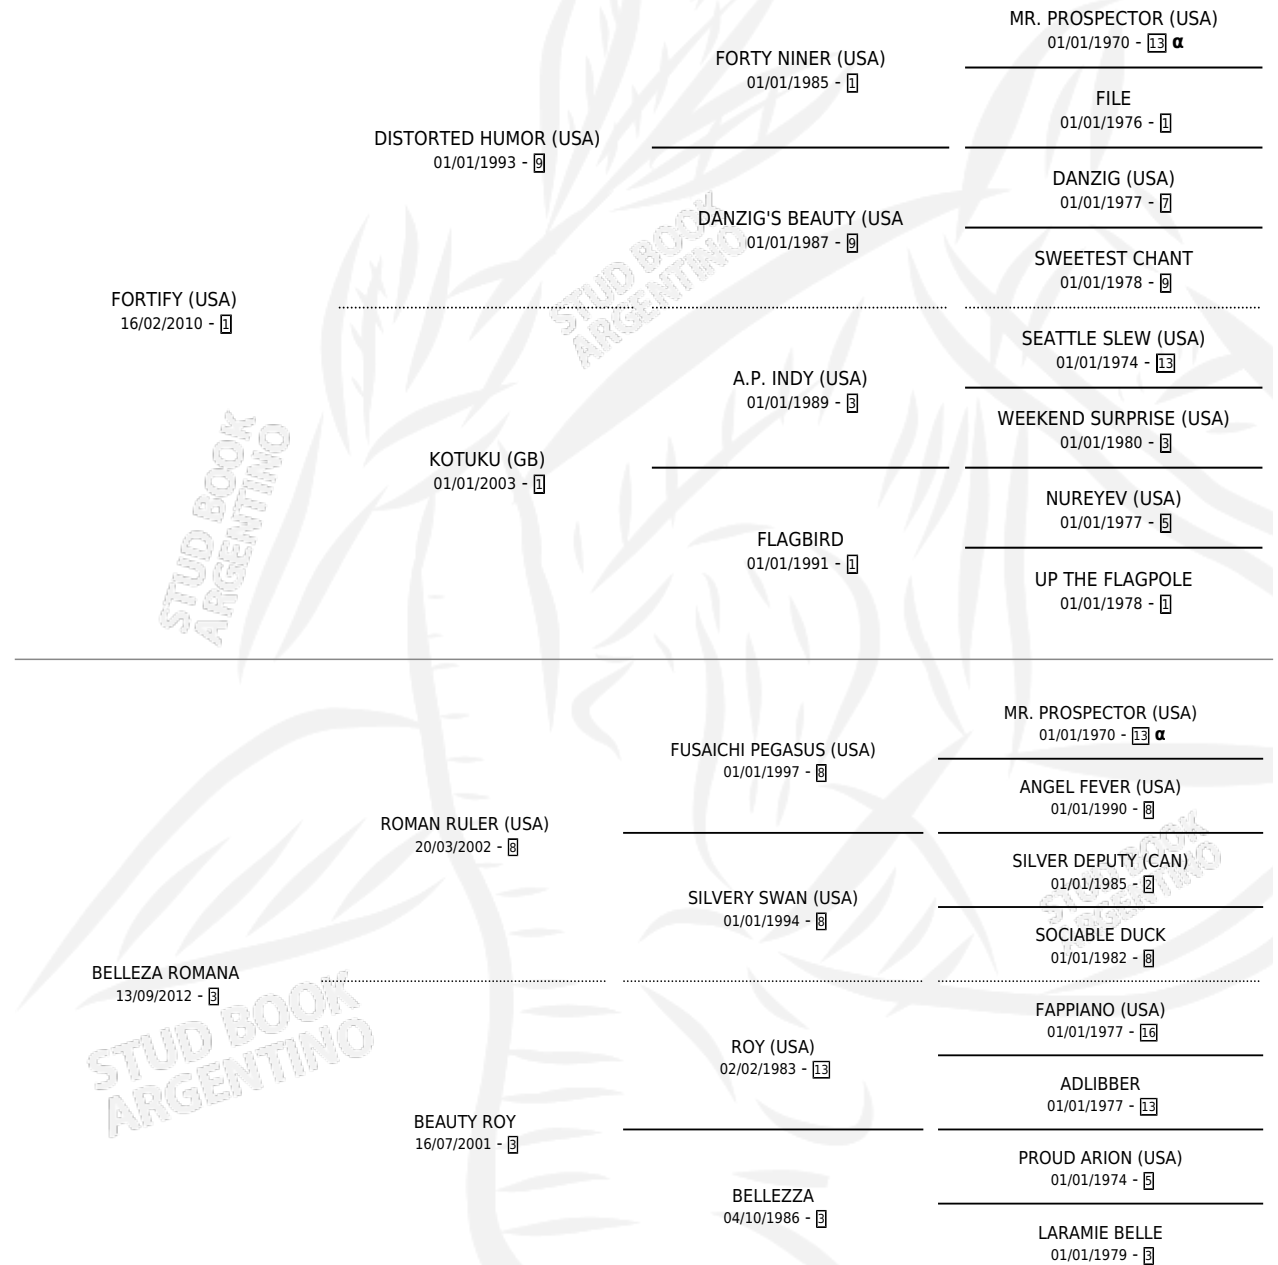 MR. PROSPECTOR (USA)
01/01/1970 - 13 α
FORTY NINER (USA)
01/01/1985 - 1
FILE
01/01/1976 - 1
DISTORTED HUMOR (USA)
01/01/1993 - 9
DANZIG (USA)
01/01/1977 - 7
DANZIG'S BEAUTY (USA
01/01/1987 - 9
SWEETEST CHANT
01/01/1978 - 9
FORTIFY (USA)
16/02/2010 - 1
SEATTLE SLEW (USA)
01/01/1974 - 13
A.P. INDY (USA)
01/01/1989 - 3
WEEKEND SURPRISE (USA)
01/01/1980 - 3
KOTUKU (GB)
01/01/2003 - 1
NUREYEV (USA)
01/01/1977 - 5
FLAGBIRD
01/01/1991 - 1
UP THE FLAGPOLE
01/01/1978 - 1
MR. PROSPECTOR (USA)
01/01/1970 - 13 α
FUSAICHI PEGASUS (USA)
01/01/1997 - 8
ANGEL FEVER (USA)
01/01/1990 - 8
ROMAN RULER (USA)
20/03/2002 - 8
SILVER DEPUTY (CAN)
01/01/1985 - 2
SILVERY SWAN (USA)
01/01/1994 - 8
SOCIABLE DUCK
01/01/1982 - 8
BELLEZA ROMANA
13/09/2012 - 3
FAPPIANO (USA)
01/01/1977 - 16
ROY (USA)
02/02/1983 - 13
ADLIBBER
01/01/1977 - 13
BEAUTY ROY
16/07/2001 - 3
PROUD ARION (USA)
01/01/1974 - 5
BELLEZZA
04/10/1986 - 3
LARAMIE BELLE
01/01/1979 - 3
STUD BOOK
ARGENTINO
STUD BOOK
ARGENTINO
STUD BOOK
ARGENTINO
STUD BOOK
ARGENTINO